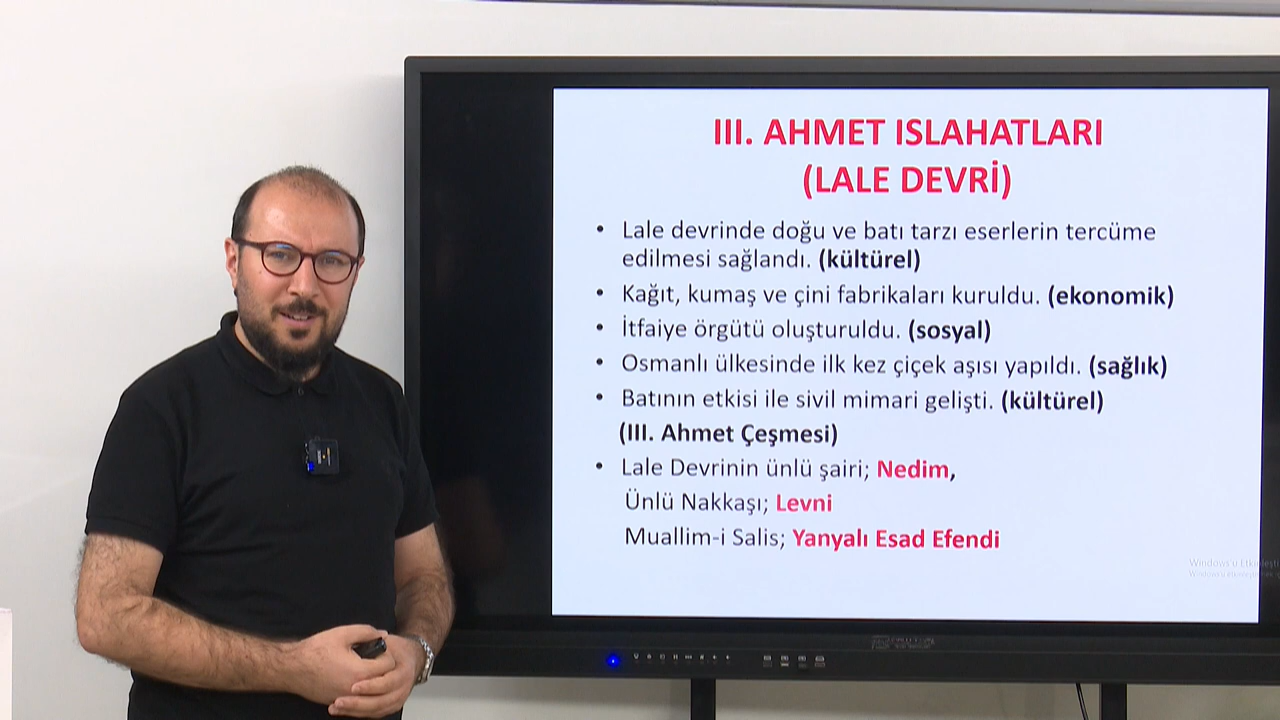 III. AHMET ISLAHATLARI
(LALE DEVRİ)
• Lale devrinde doğu ve batı tarzı eserlerin tercüme
edilmesi sağlandı. (kültürel)
• Kağıt, kumaş ve çini fabrikaları kuruldu. (ekonomik)
• İtfaiye örgütü oluşturuldu. (sosyal)
• Osmanlı ülkesinde ilk kez çiçek aşısı yapıldı. (sağlık)
• Batının etkisi ile sivil mimari gelişti. (kültürel)
(III. Ahmet Çeşmesi)
• Lale Devrinin ünlü şairi; Nedim,
Ünlü Nakkaşı; Levni
Muallim-i Salis; Yanyalı Esad Efendi
Windows'u Etkinleşti